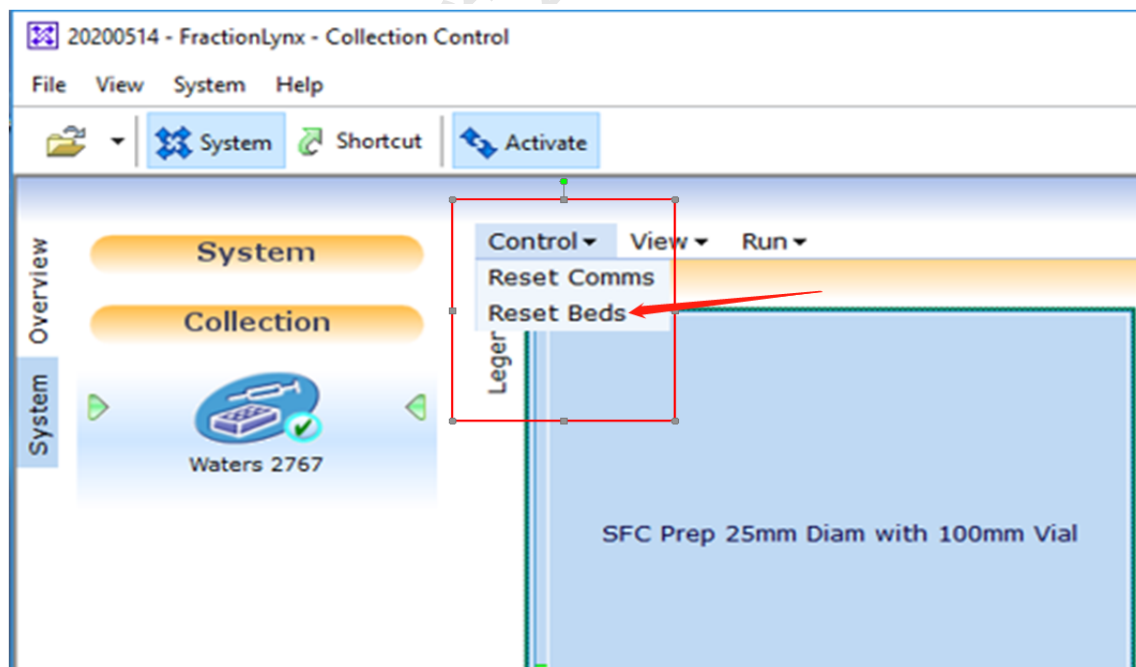 20200514 - FractionLynx - Collection Control
File View System Help
System Shortcut Activate
Overview
System
System
Collection
Waters 2767
Control View Run
Reset Comms
Reset Beds
SFC Prep 25mm Diam with 100mm Vial